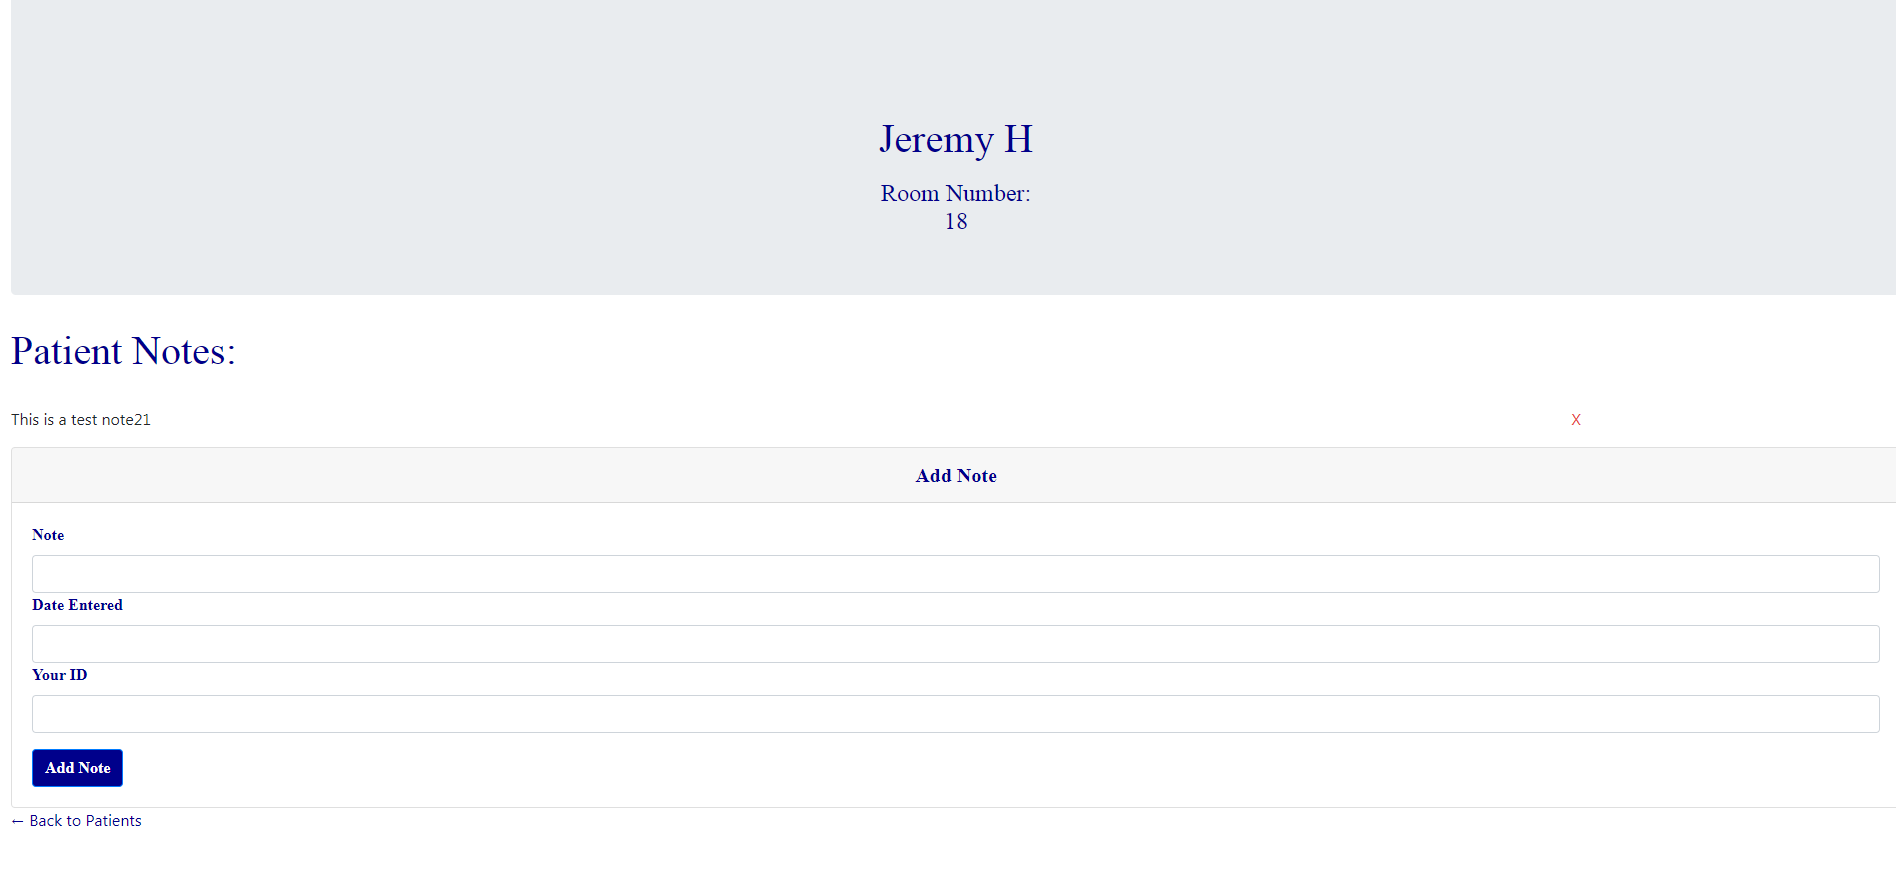 Jeremy H
Room Number:
18
Patient Notes:
This is a test note21 X
Add Note
Note
Date Entered
Your ID
Add Note
← Back to Patients